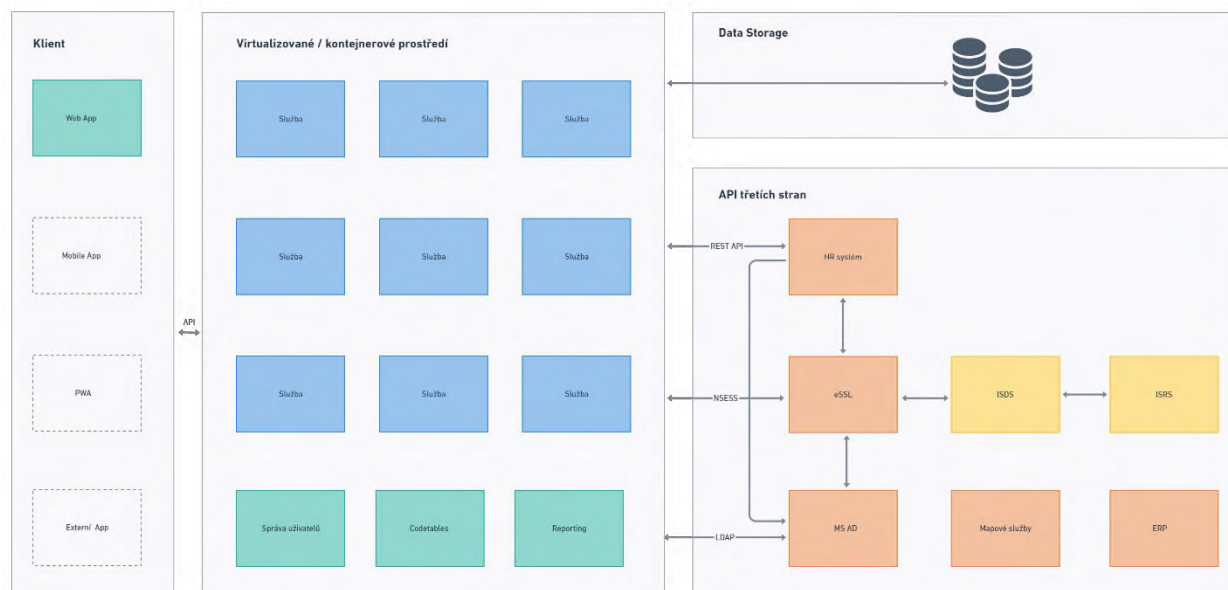 Klient
Web App
Mobile App
PWA
Externí App
API
Virtualizované / kontejnerové prostředí
Služba
Služba
Služba
Služba
Služba
Služba
Služba
Služba
Služba
Správa uživatelů
Codetables
Reporting
Data Storage
API třetích stran
REST API
HR systém
NSESS
eSSL
ISDS
ISRS
LDAP
MS AD
Mapové služby
ERP